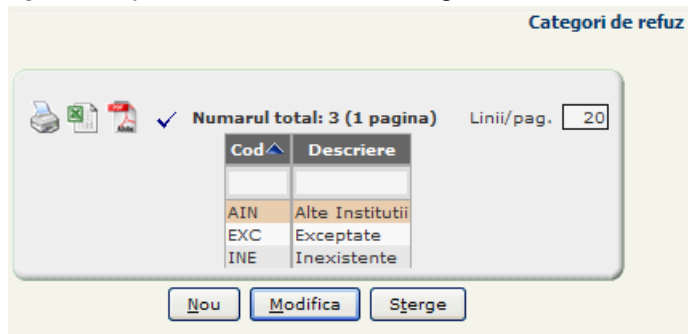 Categori de refuz
Numarul total: 3 (1 pagina) Linii/pag. 20
Cod Descriere
AIN Alte Institutii
EXC Exceptate
INE Inexistente
Nou Modifica Sterge